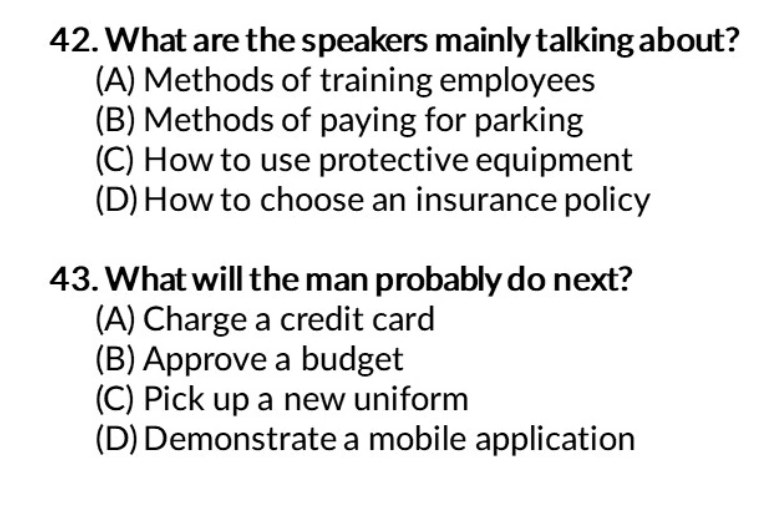 42. What are the speakers mainly talking about?
(A) Methods of training employees
(B) Methods of paying for parking
(C) How to use protective equipment
(D) How to choose an insurance policy
43. What will the man probably do next?
(A) Charge a credit card
(B) Approve a budget
(C) Pick up a new uniform
(D) Demonstrate a mobile application